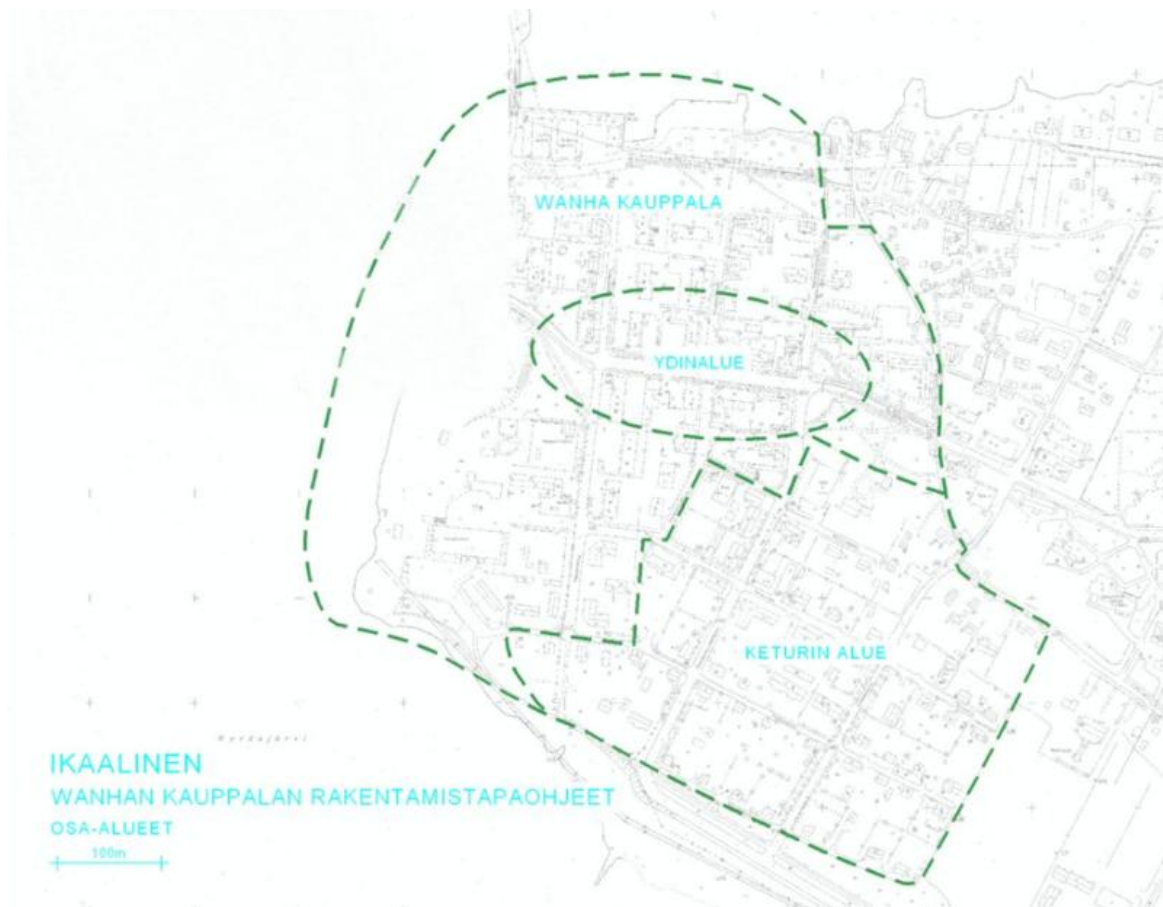 WANHA KAUPPALA
YDINALUE
KETURIN ALUE
IKAALINEN
WANHAN KAUPPALAN RAKENTAMISTAPAOHJEET
OSA-ALUEET
100m